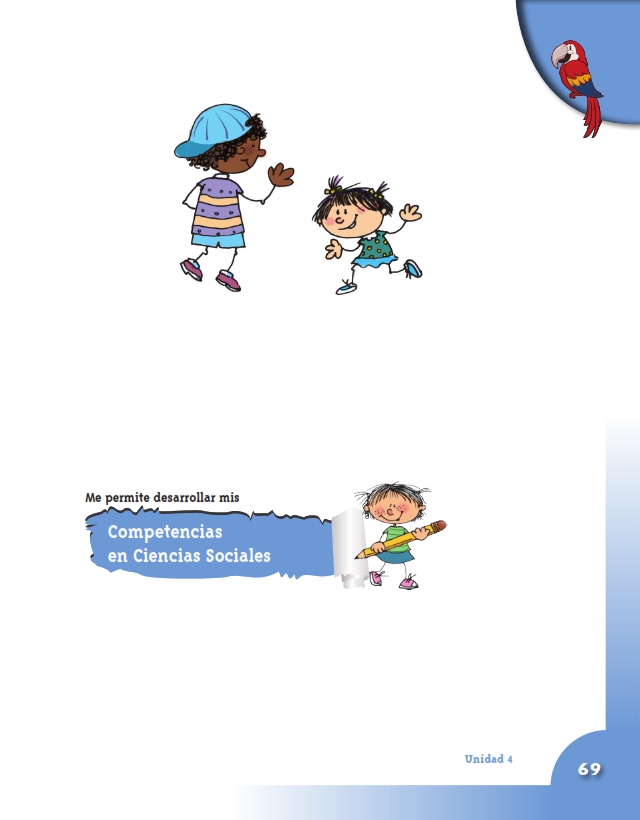 Me permite desarrollar mis
Competencias
en Ciencias Sociales
Unidad 4
69